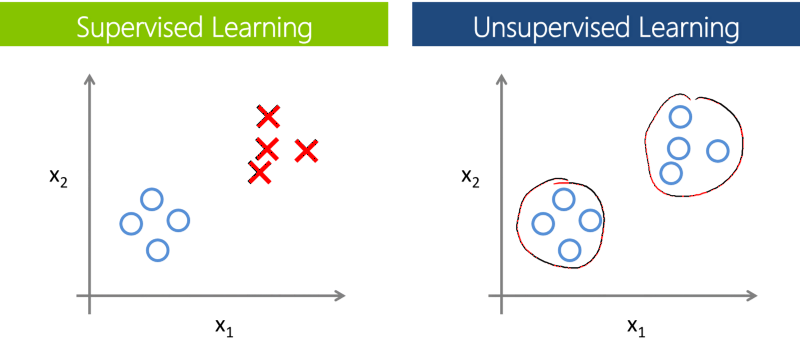 Supervised Learning
Unsupervised Learning
x₂
x₁
x₂
x₁